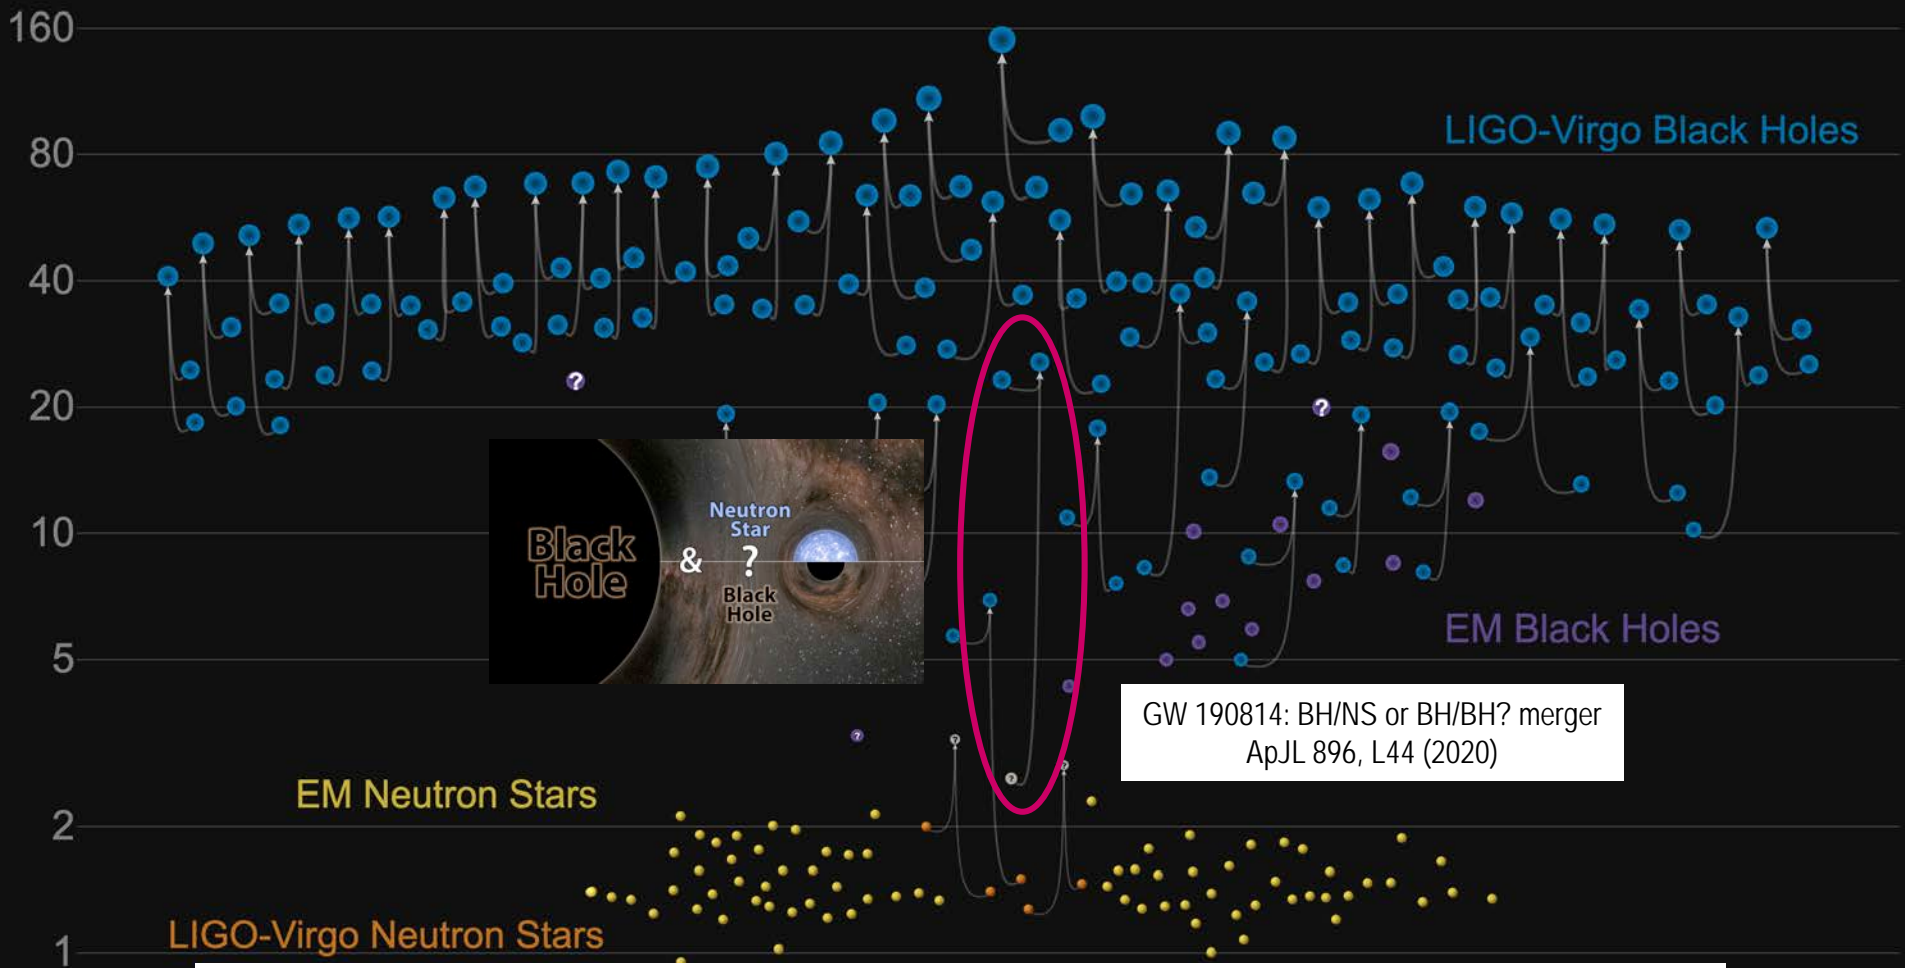 160
LIGO-Virgo Black Holes
80
40
?
20
?
Neutron
Star
10
Black
Hole
&
?
Black
Hole
EM Black Holes
5
GW 190814: BH/NS or BH/BH? merger
ApJL 896, L44 (2020)
?
?
?
?
EM Neutron Stars
2
LIGO-Virgo Neutron Stars
1